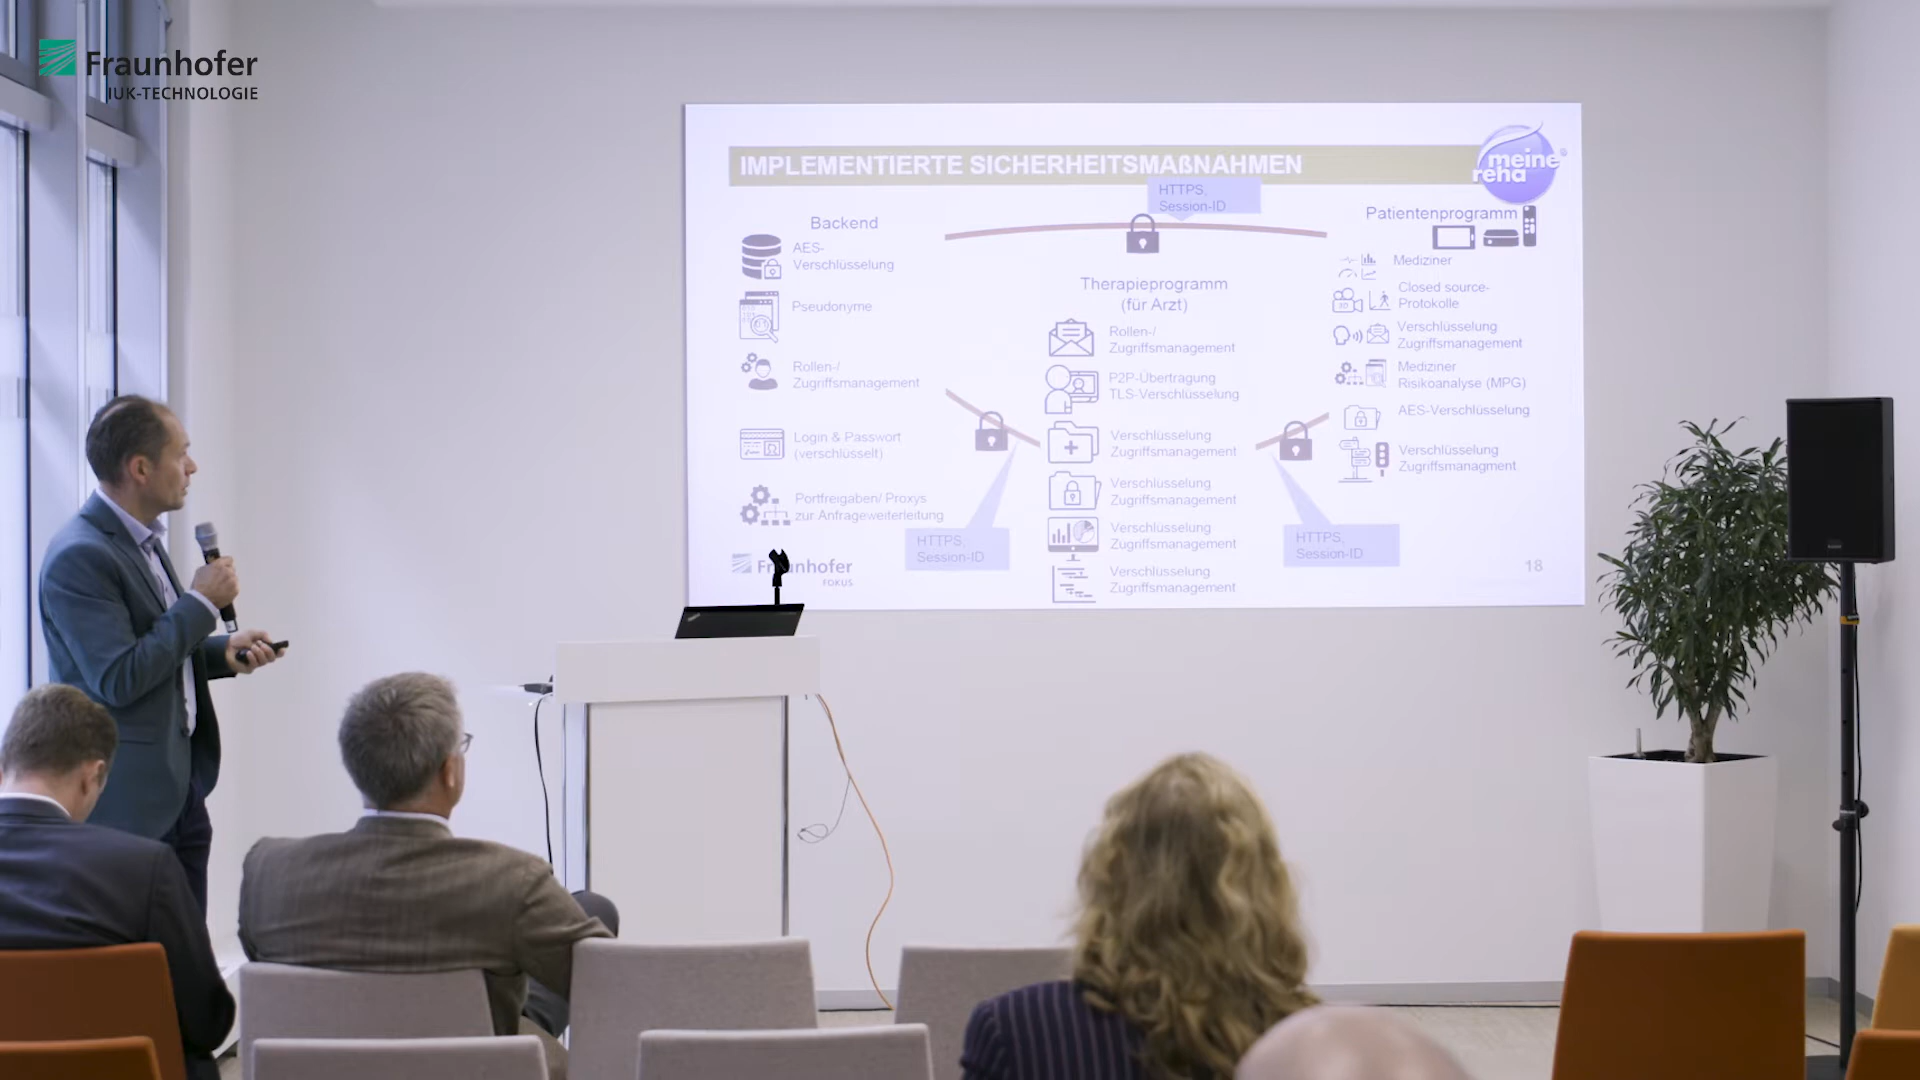 Fraunhofer
IUK-TECHNOLOGIE
IMPLEMENTIERTE SICHERHEITSMAßNAHMEN
meine
reha
HTTPS,
Session-ID
Backend
AES-
Verschlüsselung
Pseudonyme
Rollen-/
Zugriffsmanagement
Login & Passwort
(verschlüsselt)
Portfreigaben/ Proxys
zur Anfrageweiterleitung
HTTPS,
Session-ID
Therapieprogramm
(für Arzt)
Rollen-/
Zugriffsmanagement
P2P-Übertragung
TLS-Verschlüsselung
Verschlüsselung
Zugriffsmanagement
Verschlüsselung
Zugriffsmanagement
Verschlüsselung
Zugriffsmanagement
Verschlüsselung
Zugriffsmanagement
Patientenprogramm
Mediziner
Closed source-
Protokolle
Verschlüsselung
Zugriffsmanagement
Mediziner
Risikoanalyse (MPG)
AES-Verschlüsselung
Verschlüsselung
Zugriffsmanagment
HTTPS,
Session-ID
Fraunhofer
FOKUS
18